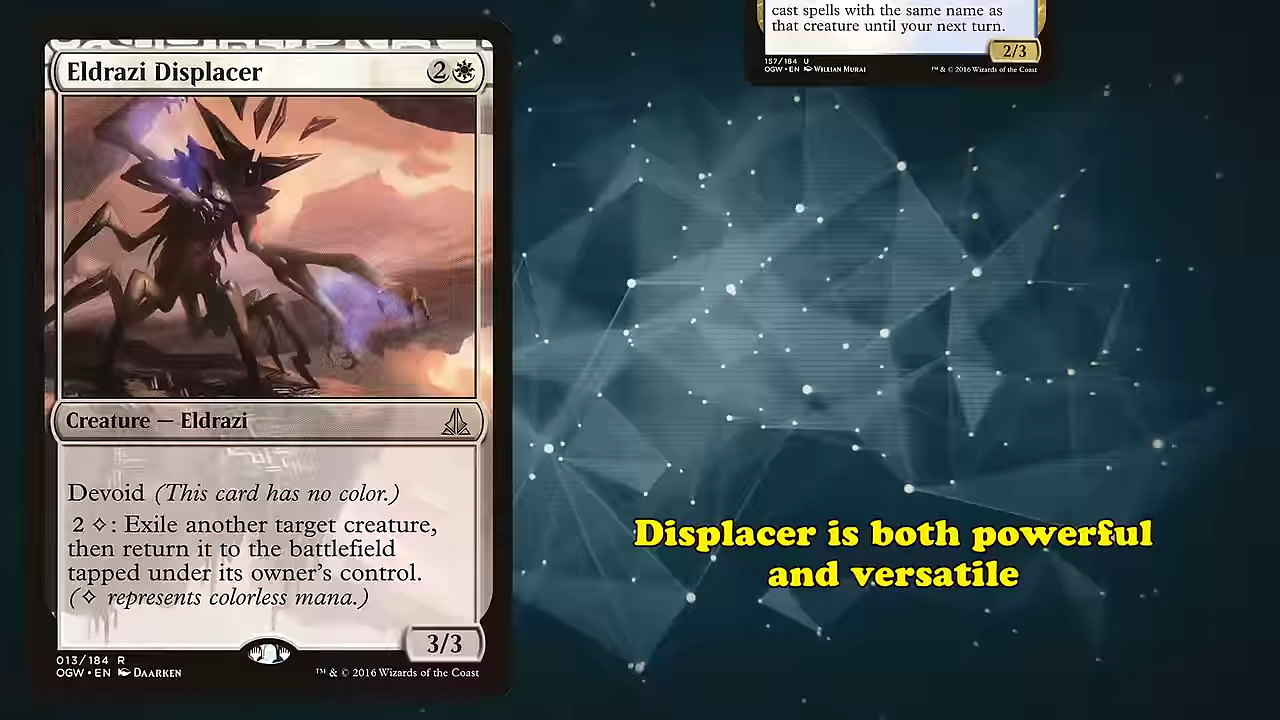 Eldrazi Displacer 2
Creature — Eldrazi
Devoid (This card has no color.)
2 ◇: Exile another target creature,
then return it to the battlefield
tapped under its owner's control.
(◇ represents colorless mana.)
3/3
013/184 R
OGW • EN DAARKEN
™ & © 2016 Wizards of the Coast
cast spells with the same name as
that creature until your next turn.
2/3
157/184 U
OGW • EN WILLIAN MURAI
™ & © 2016 Wizards of the Coast
Displacer is both powerful
and versatile